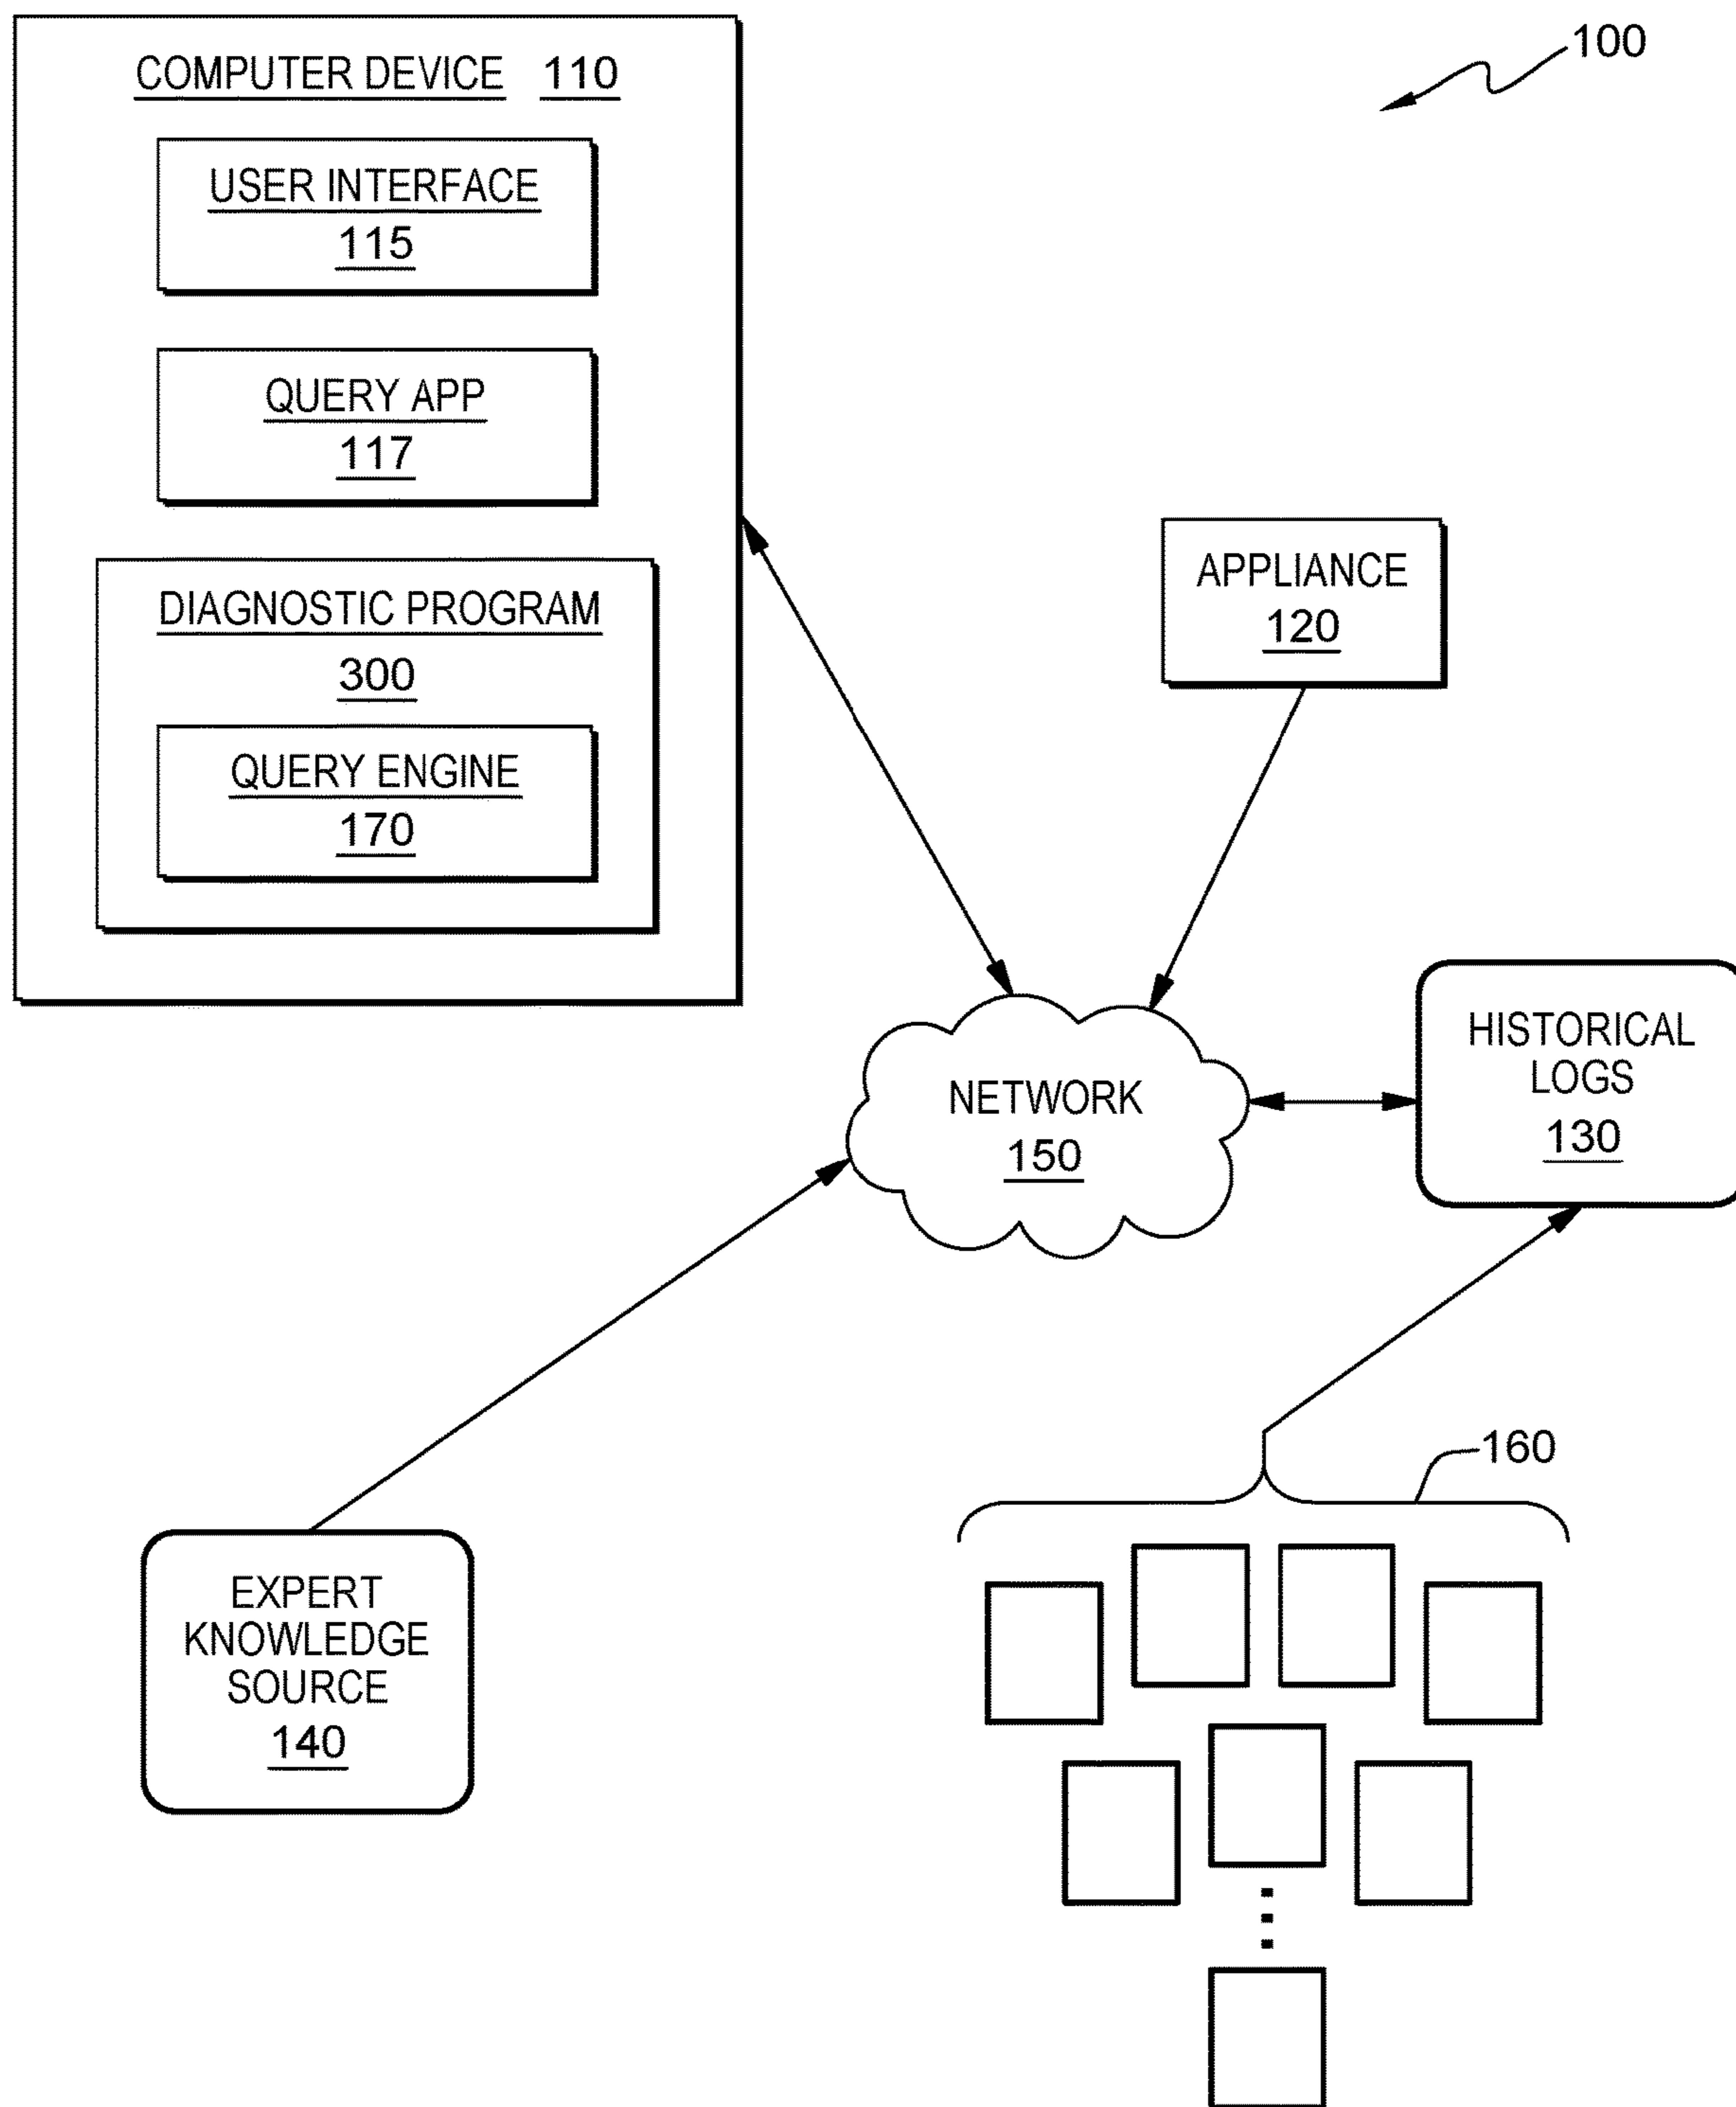 100
COMPUTER DEVICE 110
USER INTERFACE
115
QUERY APP
117
DIAGNOSTIC PROGRAM
300
QUERY ENGINE
170
APPLIANCE
120
NETWORK
150
HISTORICAL
LOGS
130
160
EXPERT
KNOWLEDGE
SOURCE
140